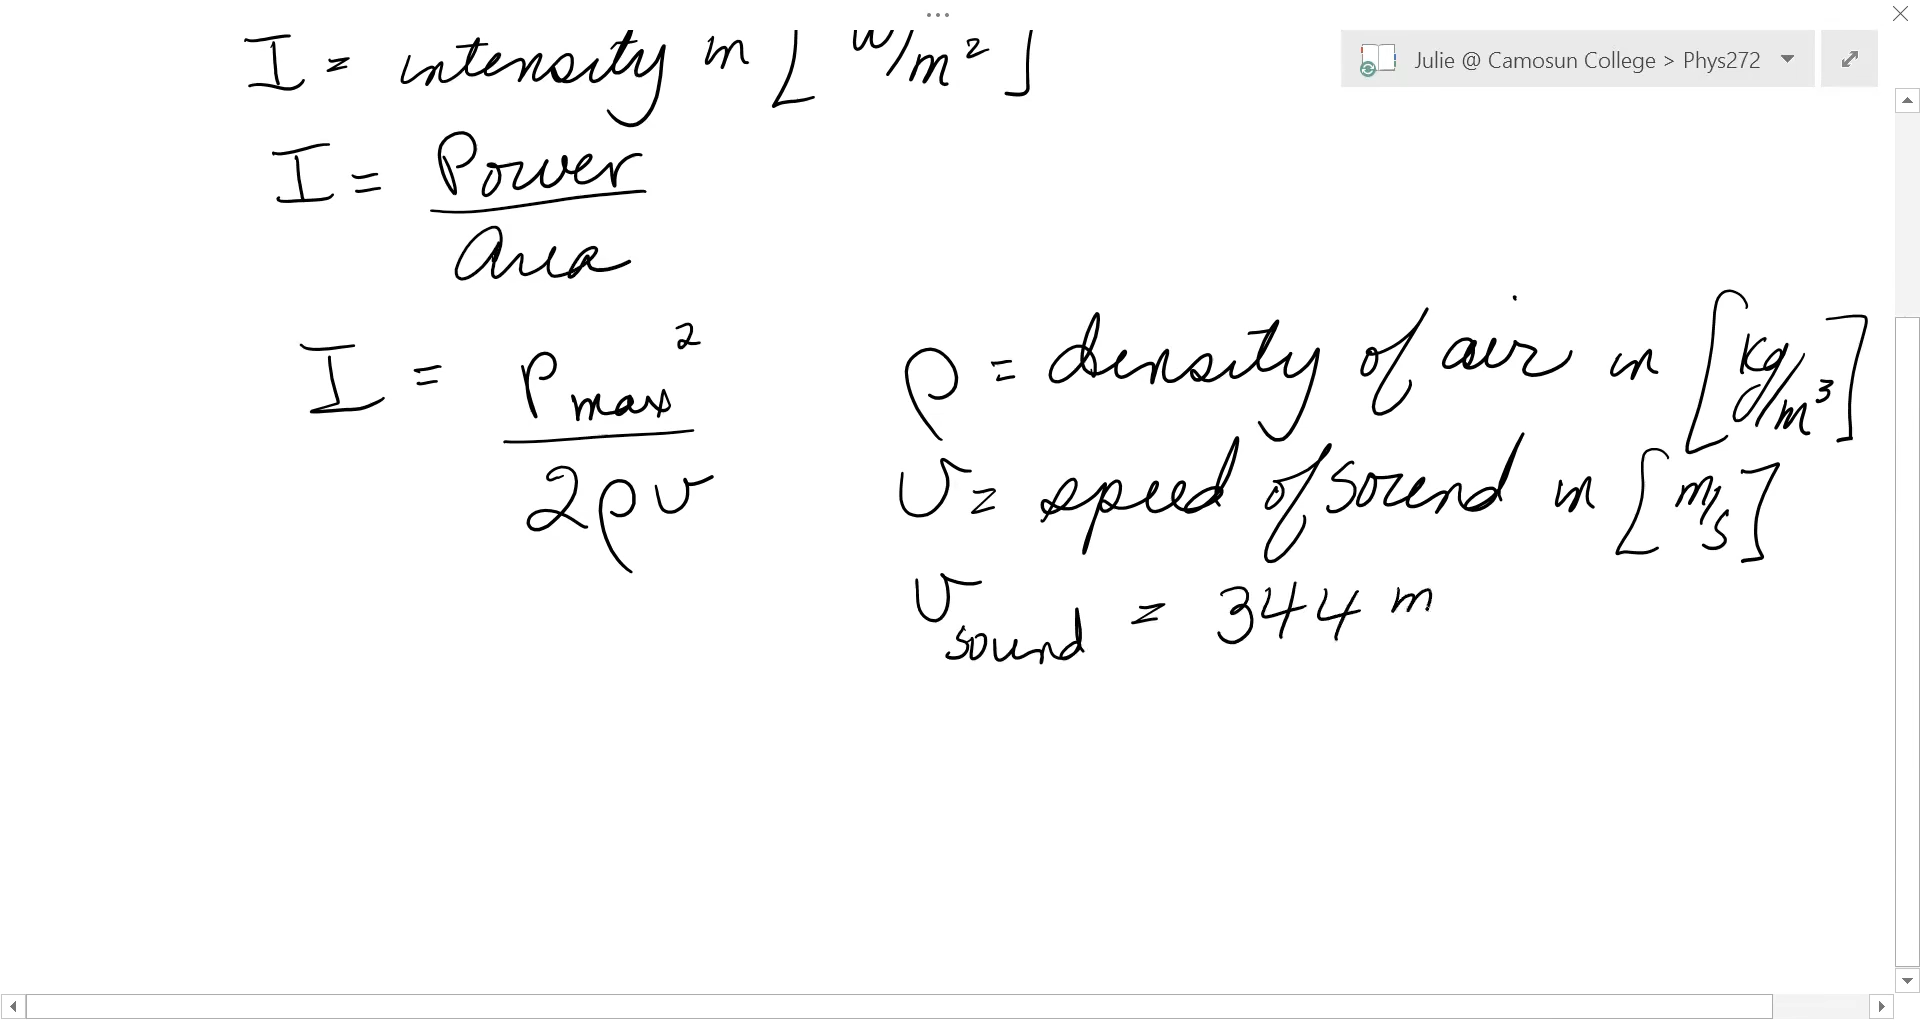 I = intensity in [W/m²]
Julie @ Camosun College > Phys272
I = Power
Area
I = Pmax²
2ρv
ρ = density of air in [kg/m³]
v = speed of sound in [m/s]
vsound = 344 m